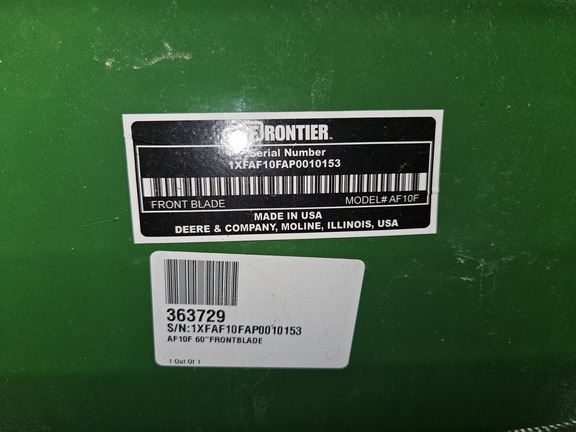 FRONTIER™
Serial Number
1XFAF10FAP0010153
FRONT BLADE MODEL# AF10F
MADE IN USA
DEERE & COMPANY, MOLINE, ILLINOIS, USA
363729
S/N:1XFAF10FAP0010153
AF10F 60"FRONTBLADE
1 Out Of 1